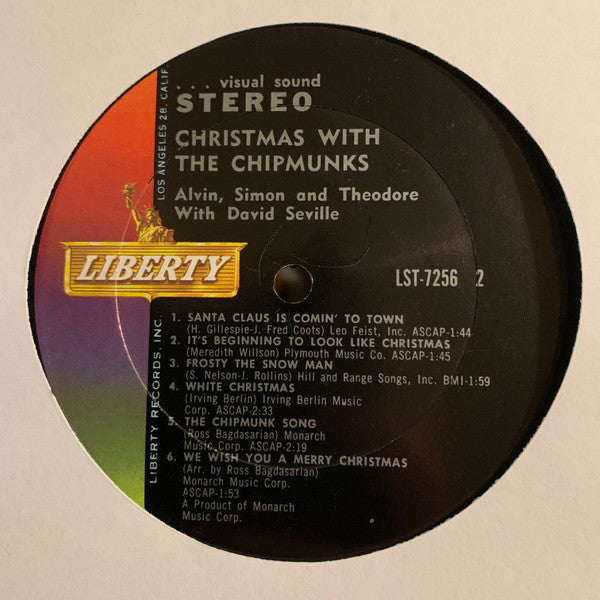 . . . visual sound
STEREO
CHRISTMAS WITH
THE CHIPMUNKS
Alvin, Simon and Theodore
With David Seville
LIBERTY
LST-7256 2
1. SANTA CLAUS IS COMIN' TO TOWN
(H. Gillespie-J. Fred Coots) Leo Feist, Inc. ASCAP-1:44
2. IT'S BEGINNING TO LOOK LIKE CHRISTMAS
(Meredith Willson) Plymouth Music Co. ASCAP-1:45
3. FROSTY THE SNOW MAN
(S. Nelson-J. Rollins) Hill and Range Songs, Inc. BMI-1:59
4. WHITE CHRISTMAS
(Irving Berlin) Irving Berlin Music
Corp. ASCAP-2:33
5. THE CHIPMUNK SONG
(Ross Bagdasarian) Monarch
Music Corp. ASCAP-2:19
6. WE WISH YOU A MERRY CHRISTMAS
(Arr. by Ross Bagdasarian)
Monarch Music Corp.
ASCAP-1:53
A Product of Monarch
Music Corp.
LIBERTY RECORDS, INC.
LOS ANGELES 28, CALIF